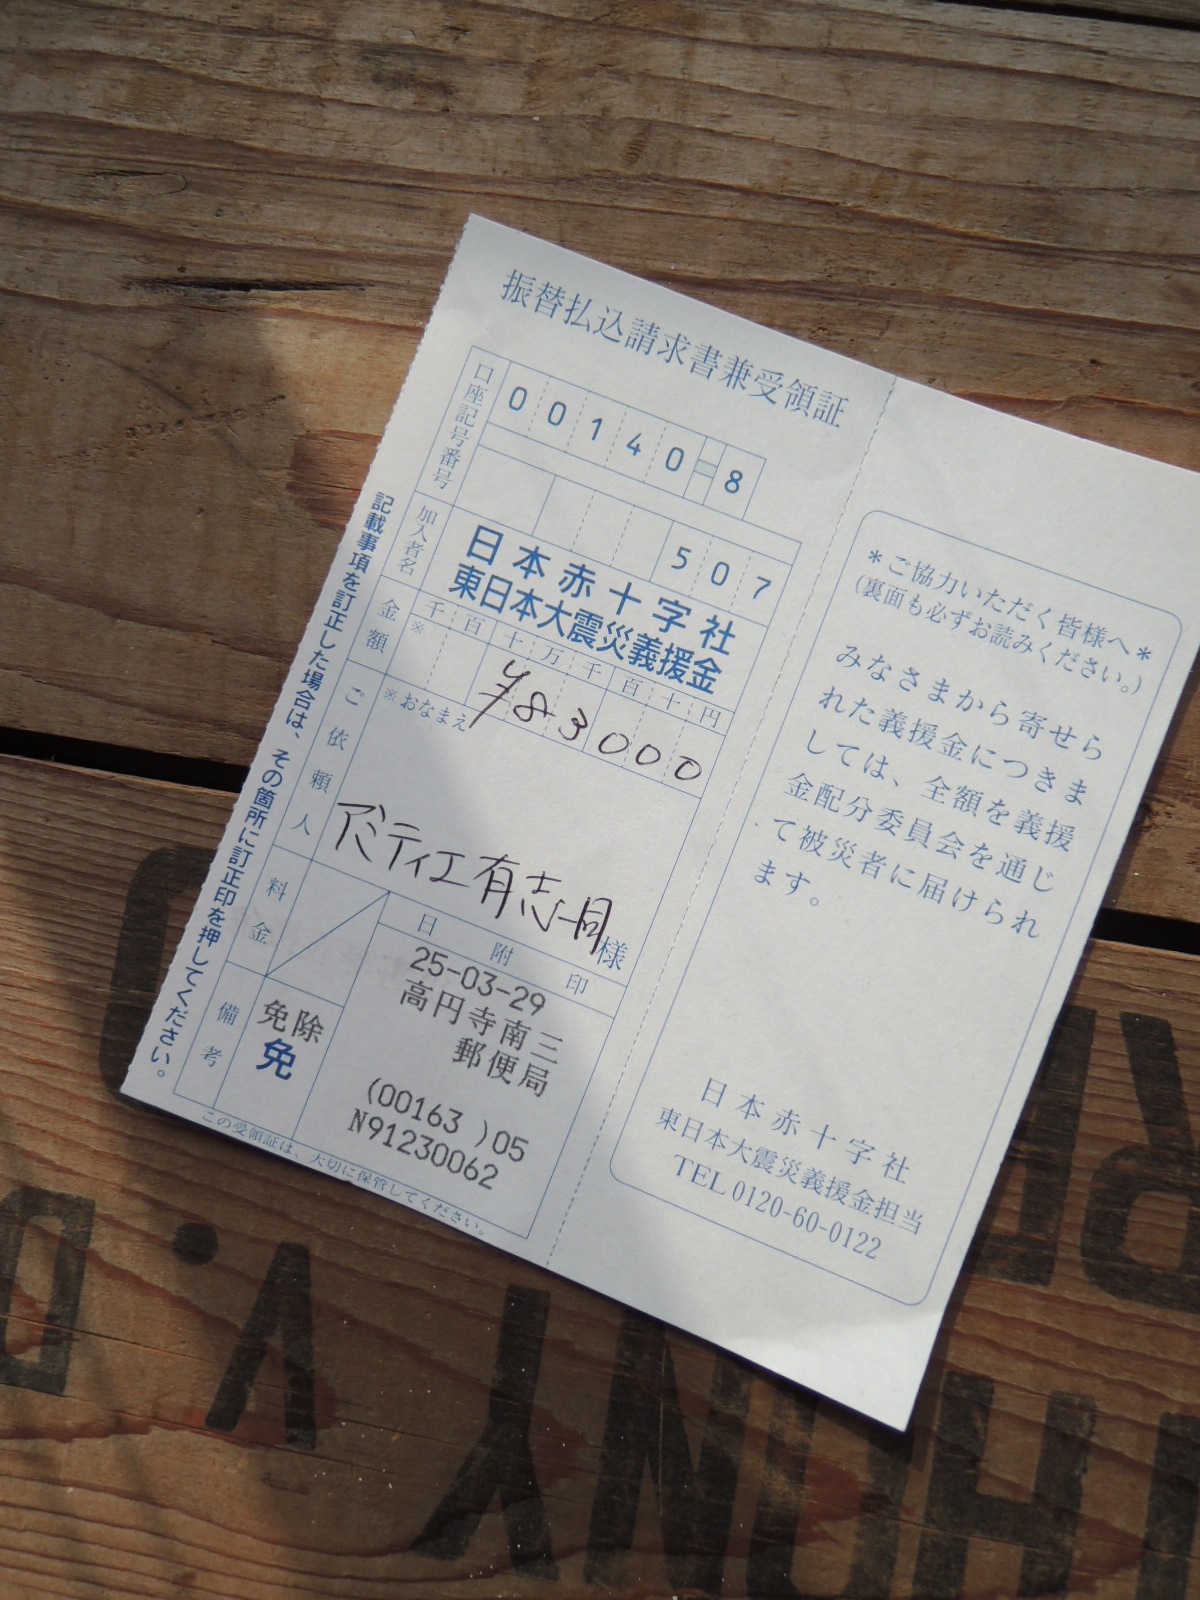 振替払込請求書兼受領証
口座記号番号
00140-8
507
加入者名
日本赤十字社
東日本大震災義援金
金額
千百十万千百十円
※
¥83000
ご依頼人
※おなまえ
アミティエ有志一同様
料金
日附印
25-03-29
高円寺南三
郵便局
(00163 )05
N91230062
備考
免除
免
この受領証は、大切に保管してください。
記載事項を訂正した場合は、その箇所に訂正印を押してください。
*ご協力いただく皆様へ*
(裏面も必ずお読みください。)
みなさまから寄せら
れた義援金につきま
しては、全額を義援
金配分委員会を通じ
て被災者に届けられ
ます。
日本赤十字社
東日本大震災義援金担当
TEL 0120-60-0122